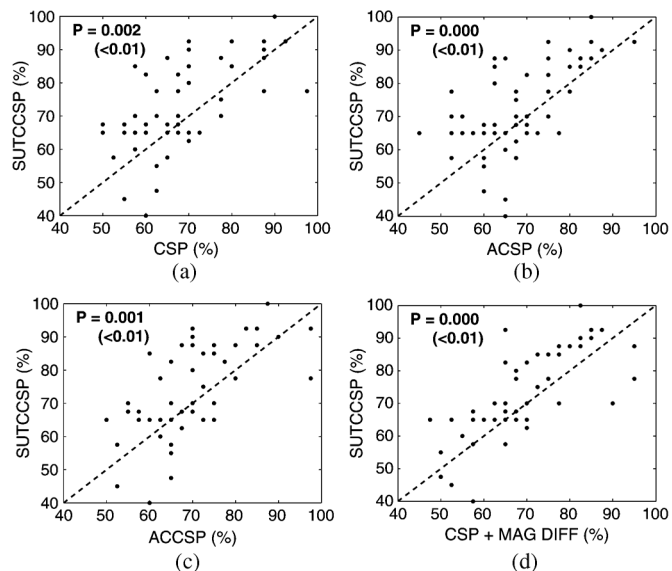 P = 0.002
(<0.01)
SUTCCSP (%)
100
90
80
70
60
50
40
40 50 60 70 80 90 100
CSP (%)
(a)
P = 0.000
(<0.01)
SUTCCSP (%)
100
90
80
70
60
50
40
40 50 60 70 80 90 100
ACSP (%)
(b)
P = 0.001
(<0.01)
SUTCCSP (%)
100
90
80
70
60
50
40
40 50 60 70 80 90 100
ACCSP (%)
(c)
P = 0.000
(<0.01)
SUTCCSP (%)
100
90
80
70
60
50
40
40 50 60 70 80 90 100
CSP + MAG DIFF (%)
(d)